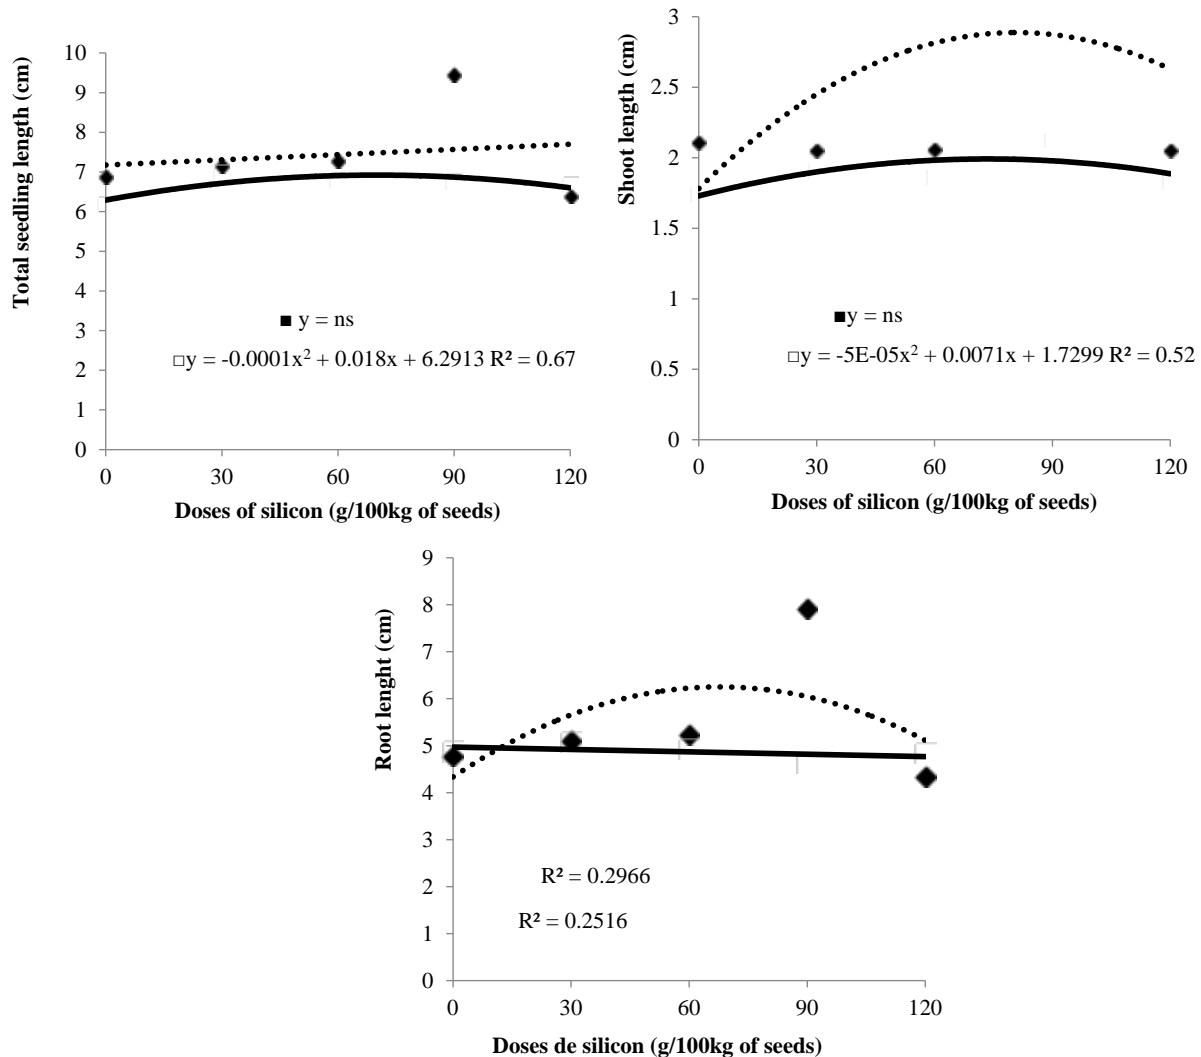 Total seedling length (cm)
10
9
8
7
6
5
4
3
2
1
0
■ y = ns
□y = -0.0001x² + 0.018x + 6.2913 R² = 0.67
0 30 60 90 120
Doses of silicon (g/100kg of seeds)
Shoot length (cm)
3
2.5
2
1.5
1
0.5
0
■y = ns
□y = -5E-05x² + 0.0071x + 1.7299 R² = 0.52
0 30 60 90 120
Doses of silicon (g/100kg of seeds)
Root lenght (cm)
9
8
7
6
5
4
3
2
1
0
R² = 0.2966
R² = 0.2516
0 30 60 90 120
Doses de silicon (g/100kg of seeds)